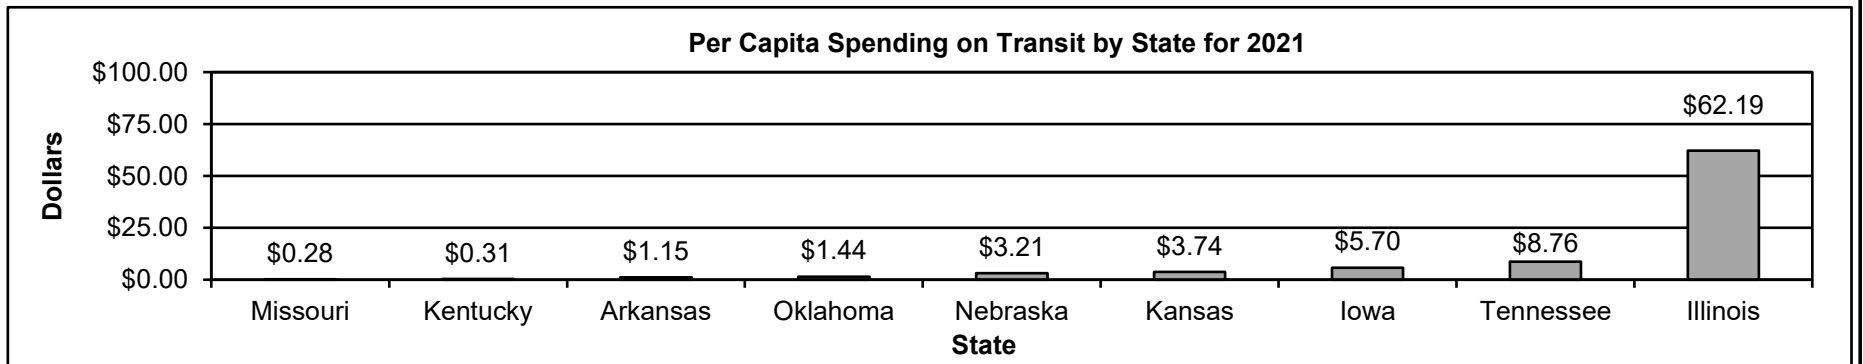 Per Capita Spending on Transit by State for 2021
Dollars
$100.00
$75.00
$50.00
$25.00
$0.00
$0.28 $0.31 $1.15 $1.44 $3.21 $3.74 $5.70 $8.76 $62.19
Missouri Kentucky Arkansas Oklahoma Nebraska Kansas Iowa Tennessee Illinois
State